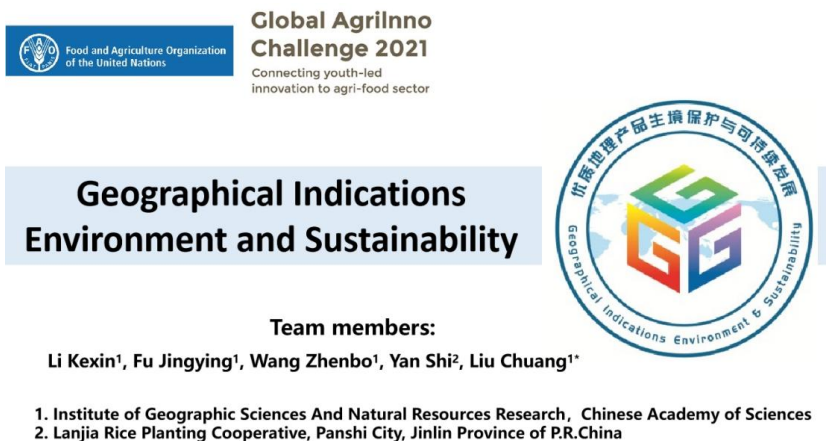 Food and Agriculture Organization
of the United Nations
Global AgriInno
Challenge 2021
Connecting youth-led
innovation to agri-food sector
优质地理产品生境保护与可持续发展
Geographical Indications Environment & Sustainability
Geographical Indications
Environment and Sustainability
Team members:
Li Kexin¹, Fu Jingying¹, Wang Zhenbo¹, Yan Shi², Liu Chuang¹*
1. Institute of Geographic Sciences And Natural Resources Research, Chinese Academy of Sciences
2. Lanjia Rice Planting Cooperative, Panshi City, Jinlin Province of P.R.China